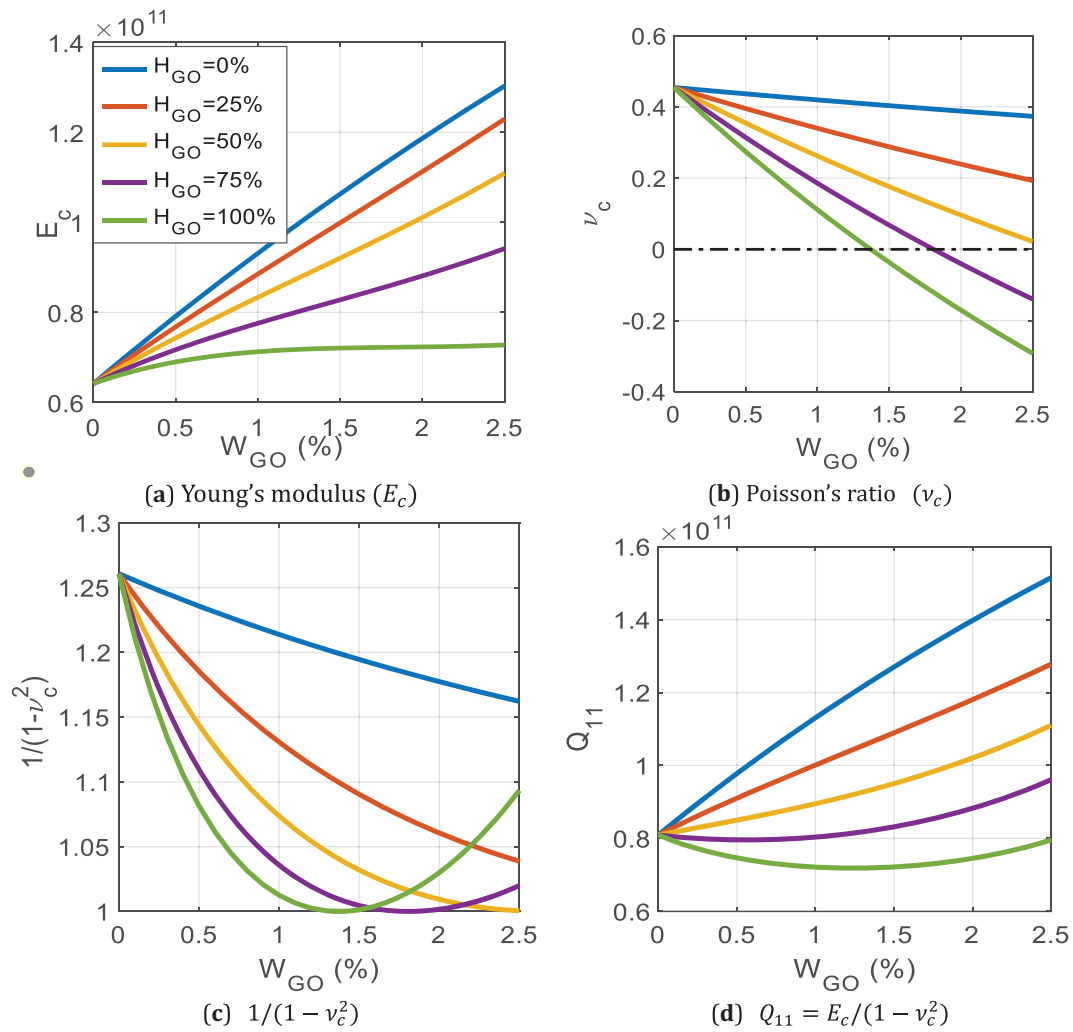 × 10^11
1.4
1.2
1
0.8
0.6
E_c
H_GO=0%
H_GO=25%
H_GO=50%
H_GO=75%
H_GO=100%
0 0.5 1 1.5 2 2.5
W_GO (%)
(a) Young's modulus (E_c)
0.6
0.4
0.2
0
-0.2
-0.4
ν_c
0 0.5 1 1.5 2 2.5
W_GO (%)
(b) Poisson's ratio (ν_c)
1.3
1.25
1.2
1.15
1.1
1.05
1
1/(1-ν_c^2)
0 0.5 1 1.5 2 2.5
W_GO (%)
(c) 1/(1 − ν_c^2)
× 10^11
1.6
1.4
1.2
1
0.8
0.6
Q_11
0 0.5 1 1.5 2 2.5
W_GO (%)
(d) Q_11 = E_c/(1 − ν_c^2)